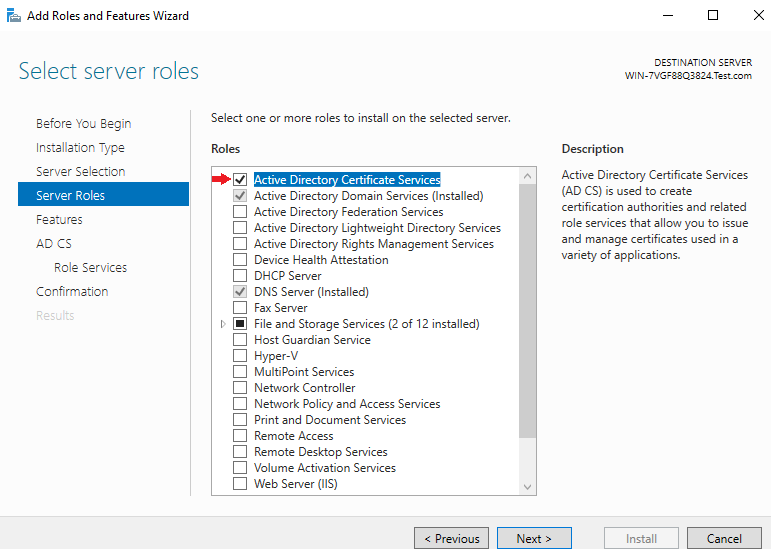 Add Roles and Features Wizard
Select server roles
DESTINATION SERVER
WIN-7VGF88Q3824.Test.com
Before You Begin
Installation Type
Server Selection
Server Roles
Features
AD CS
Role Services
Confirmation
Results
Select one or more roles to install on the selected server.
Roles
Active Directory Certificate Services
Active Directory Domain Services (Installed)
Active Directory Federation Services
Active Directory Lightweight Directory Services
Active Directory Rights Management Services
Device Health Attestation
DHCP Server
DNS Server (Installed)
Fax Server
File and Storage Services (2 of 12 installed)
Host Guardian Service
Hyper-V
MultiPoint Services
Network Controller
Network Policy and Access Services
Print and Document Services
Remote Access
Remote Desktop Services
Volume Activation Services
Web Server (IIS)
Description
Active Directory Certificate Services
(AD CS) is used to create
certification authorities and related
role services that allow you to issue
and manage certificates used in a
variety of applications.
< Previous
Next >
Install
Cancel